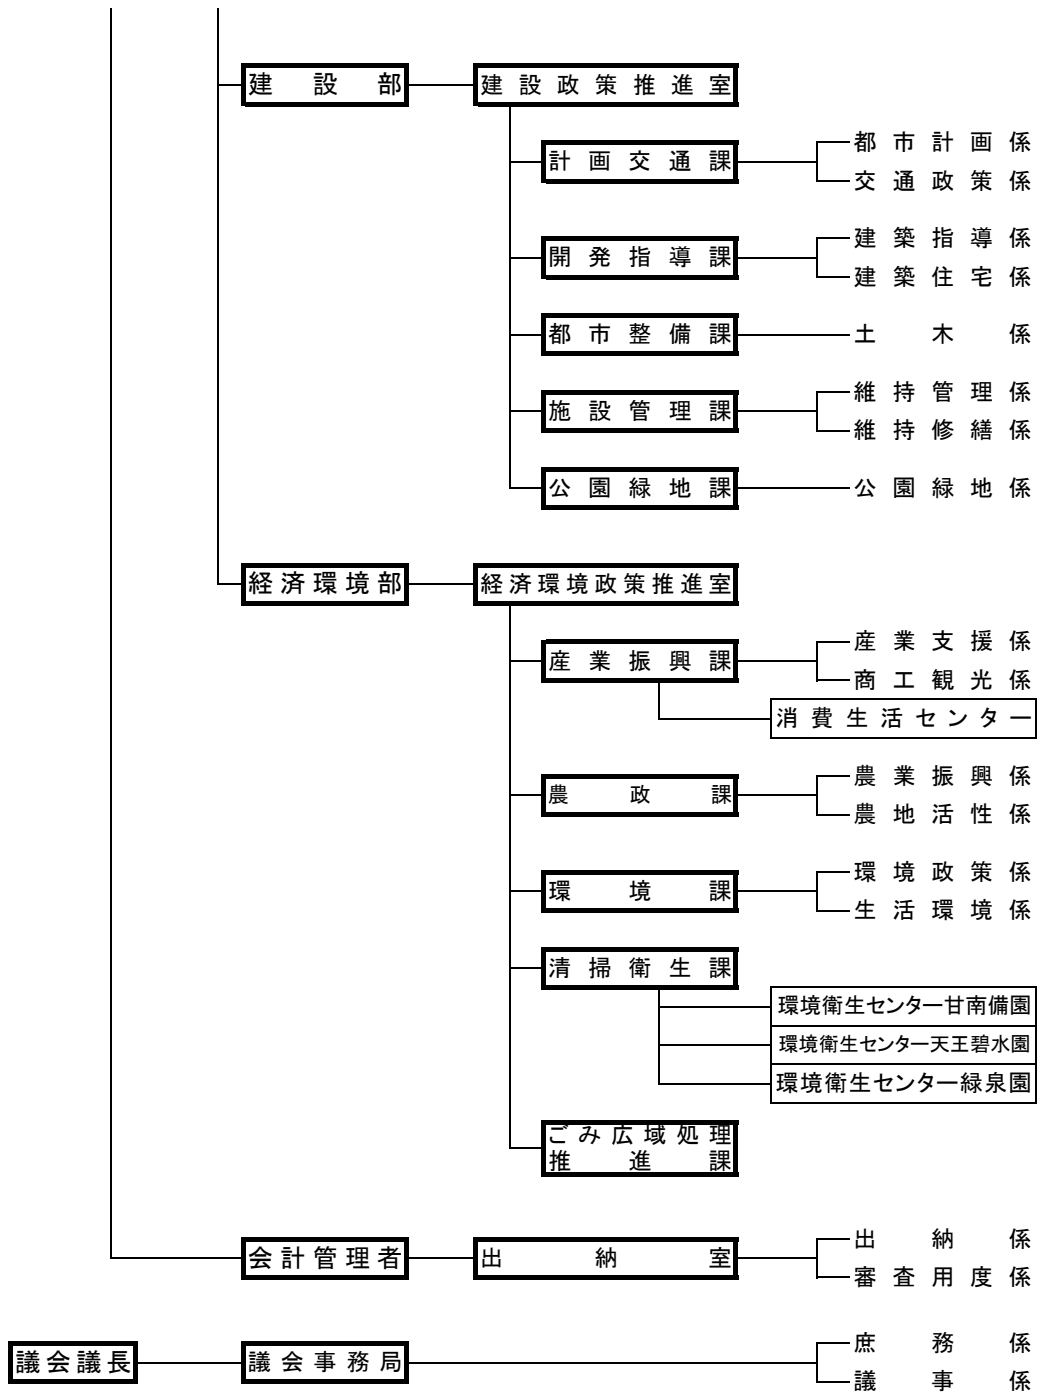 建設部
建設政策推進室
計画交通課
都市計画係
交通政策係
開発指導課
建築指導係
建築住宅係
都市整備課
土木係
施設管理課
維持管理係
維持修繕係
公園緑地課
公園緑地係
経済環境部
経済環境政策推進室
産業振興課
産業支援係
商工観光係
消費生活センター
農政課
農業振興係
農地活性係
環境課
環境政策係
生活環境係
清掃衛生課
環境衛生センター甘南備園
環境衛生センター天王碧水園
環境衛生センター緑泉園
ごみ広域処理
推進課
会計管理者
出納室
出納係
審査用度係
議会議長
議会事務局
庶務係
議事係